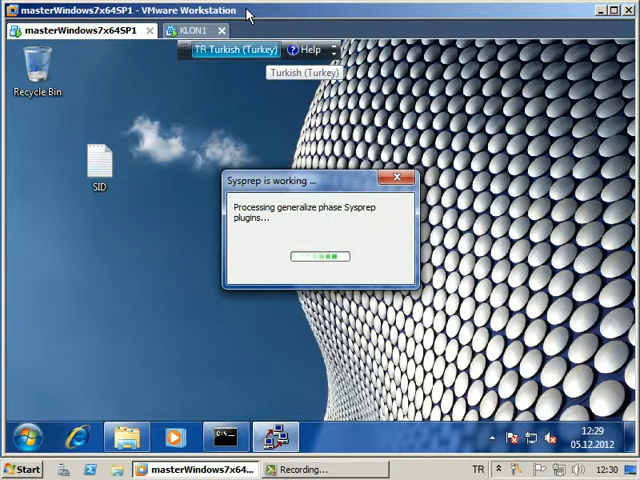 masterWindows7x64SP1 - VMware Workstation
masterWindows7x64SP1
KLON1
TR Turkish (Turkey)
Help
Turkish (Turkey)
Recycle Bin
SID
Sysprep is working ...
Processing generalize phase Sysprep
plugins...
C:\
12:29
05.12.2012
Start
masterWindows7x64...
Recording...
TR
12:30